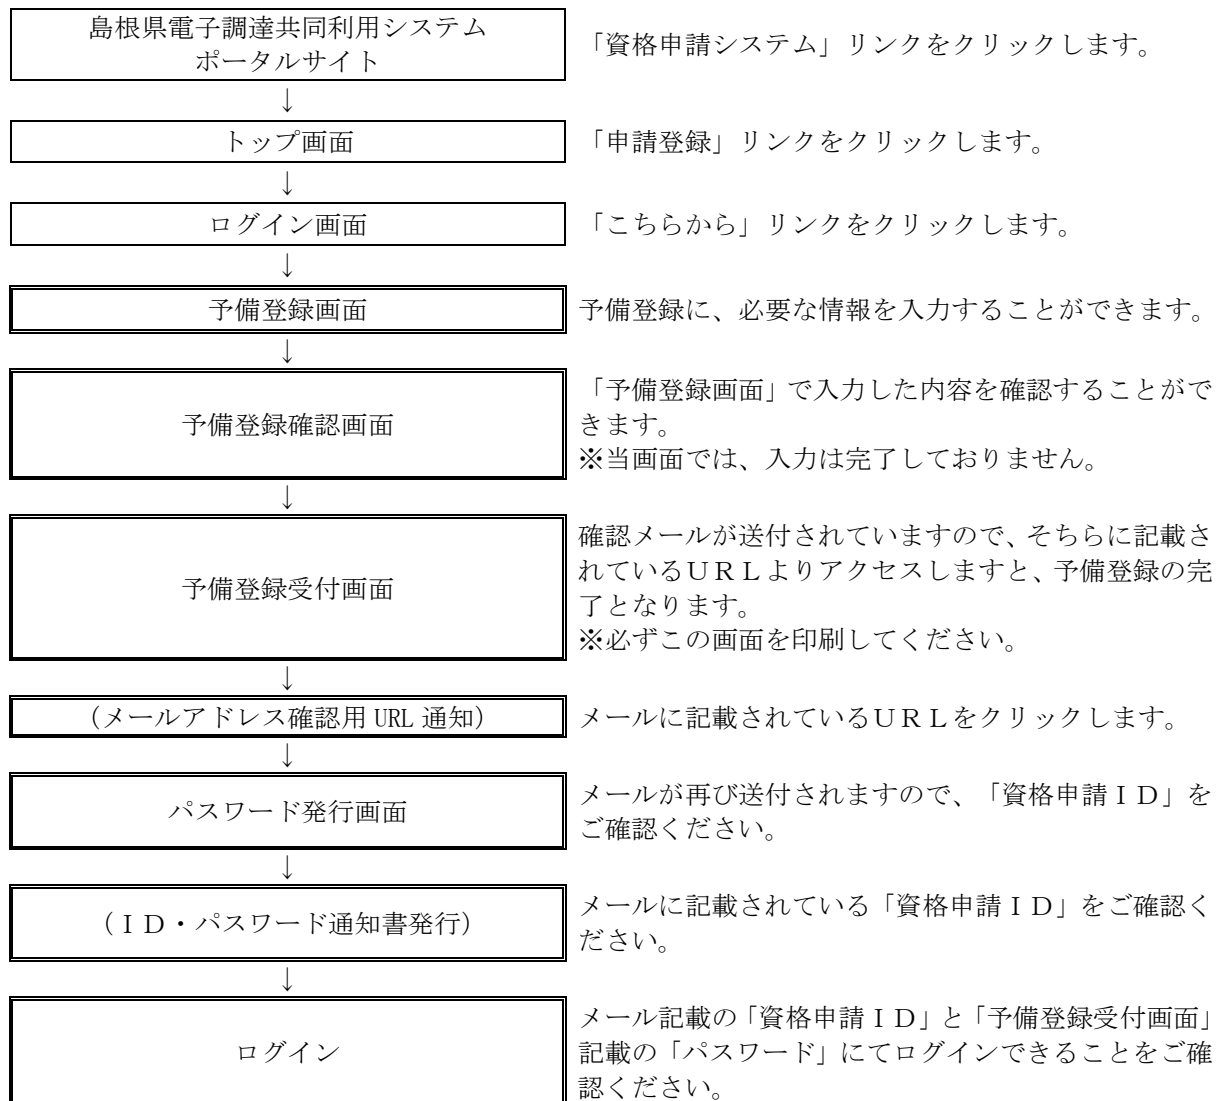 島根県電子調達共同利用システム
ポータルサイト
「資格申請システム」リンクをクリックします。
↓
トップ画面
「申請登録」リンクをクリックします。
↓
ログイン画面
「こちらから」リンクをクリックします。
↓
予備登録画面
予備登録に、必要な情報を入力することができます。
↓
予備登録確認画面
「予備登録画面」で入力した内容を確認することがで
きます。
※当画面では、入力は完了しておりません。
↓
予備登録受付画面
確認メールが送付されていますので、そちらに記載さ
れているＵＲＬよりアクセスしますと、予備登録の完
了となります。
※必ずこの画面を印刷してください。
↓
（メールアドレス確認用 URL 通知）
メールに記載されているＵＲＬをクリックします。
↓
パスワード発行画面
メールが再び送付されますので、「資格申請ＩＤ」を
ご確認ください。
↓
（ＩＤ・パスワード通知書発行）
メールに記載されている「資格申請ＩＤ」をご確認く
ださい。
↓
ログイン
メール記載の「資格申請ＩＤ」と「予備登録受付画面」
記載の「パスワード」にてログインできることをご確
認ください。